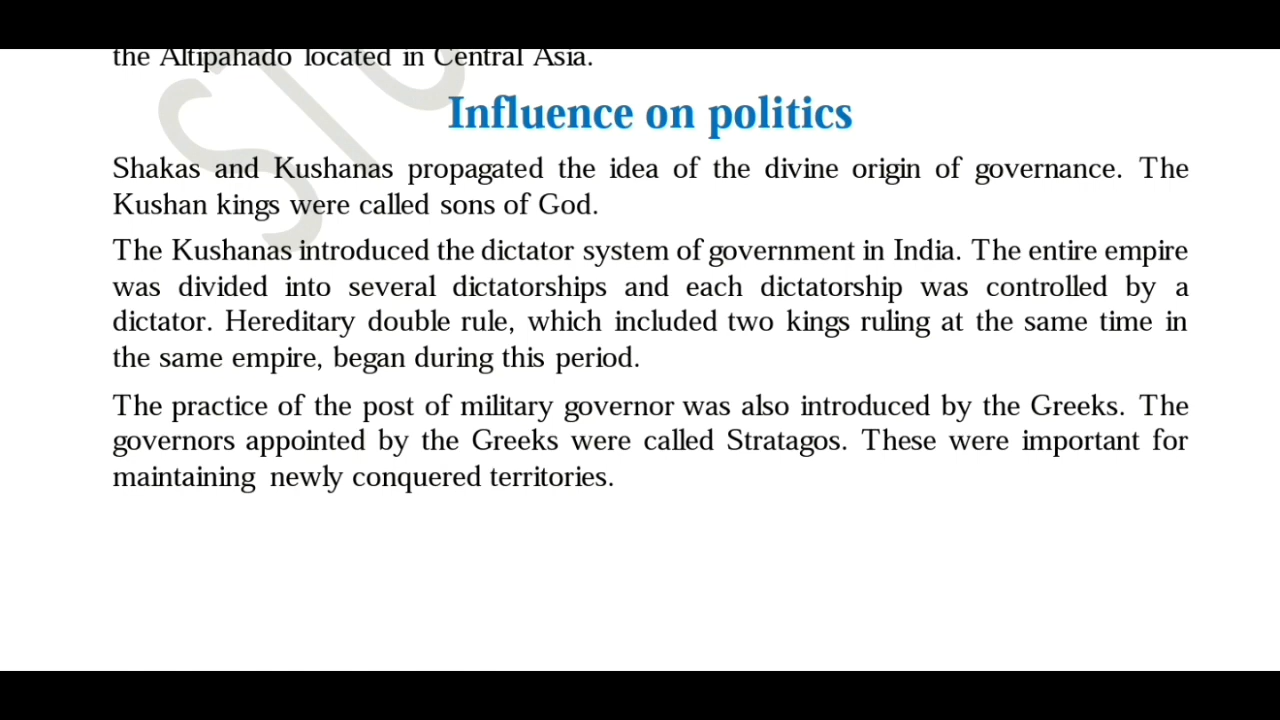 the Altipahado located in Central Asia.
Influence on politics
Shakas and Kushanas propagated the idea of the divine origin of governance. The
Kushan kings were called sons of God.
The Kushanas introduced the dictator system of government in India. The entire empire
was divided into several dictatorships and each dictatorship was controlled by a
dictator. Hereditary double rule, which included two kings ruling at the same time in
the same empire, began during this period.
The practice of the post of military governor was also introduced by the Greeks. The
governors appointed by the Greeks were called Stratagos. These were important for
maintaining newly conquered territories.